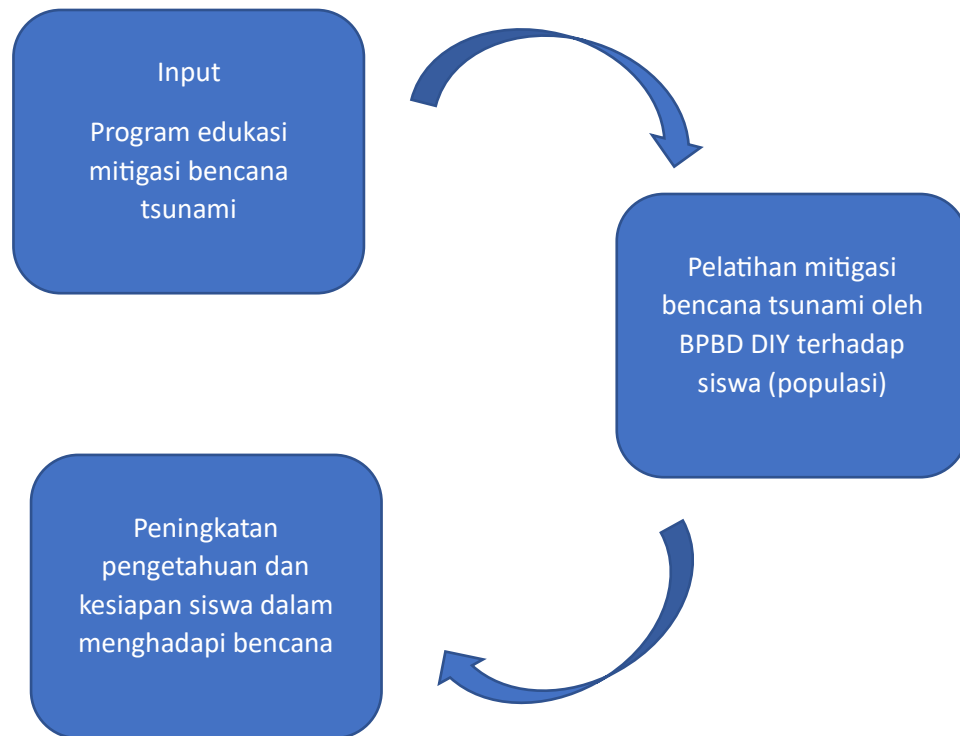 Input
Program edukasi
mitigasi bencana
tsunami
Pelatihan mitigasi
bencana tsunami oleh
BPBD DIY terhadap
siswa (populasi)
Peningkatan
pengetahuan dan
kesiapan siswa dalam
menghadapi bencana